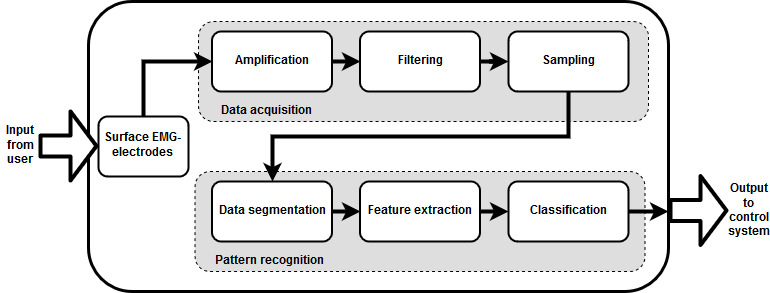 Input
from
user
Surface EMG-
electrodes
Amplification
Filtering
Sampling
Data acquisition
Data segmentation
Feature extraction
Classification
Pattern recognition
Output
to
control
system